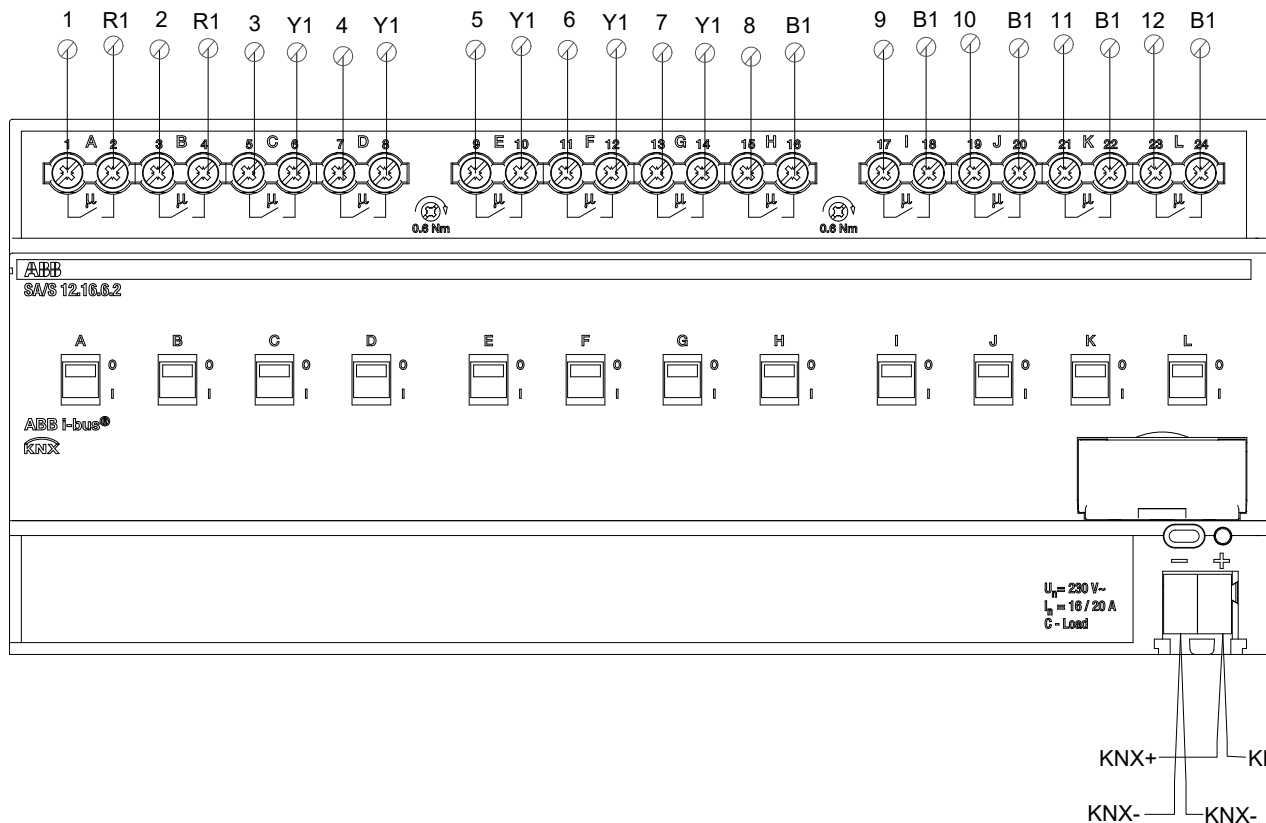 1 R1 2 R1 3 Y1 4 Y1 5 Y1 6 Y1 7 Y1 8 B1 9 B1 10 B1 11 B1 12 B1
1 A 2 3 B 4 5 C 6 7 D 8 9 E 10 11 F 12 13 G 14 15 H 16 17 I 18 19 J 20 21 K 22 23 L 24
µ µ µ µ µ µ µ µ µ µ µ µ
0.6 Nm 0.6 Nm
ABB
SA/S 12.16.6.2
A B C D E F G H I J K L
0 0 0 0 0 0 0 0 0 0 0 0
I I I I I I I I I I I I
ABB i-bus®
KNX
− +
Un= 230 V~
In = 16 / 20 A
C - Load
KNX+
KNX- KNX-